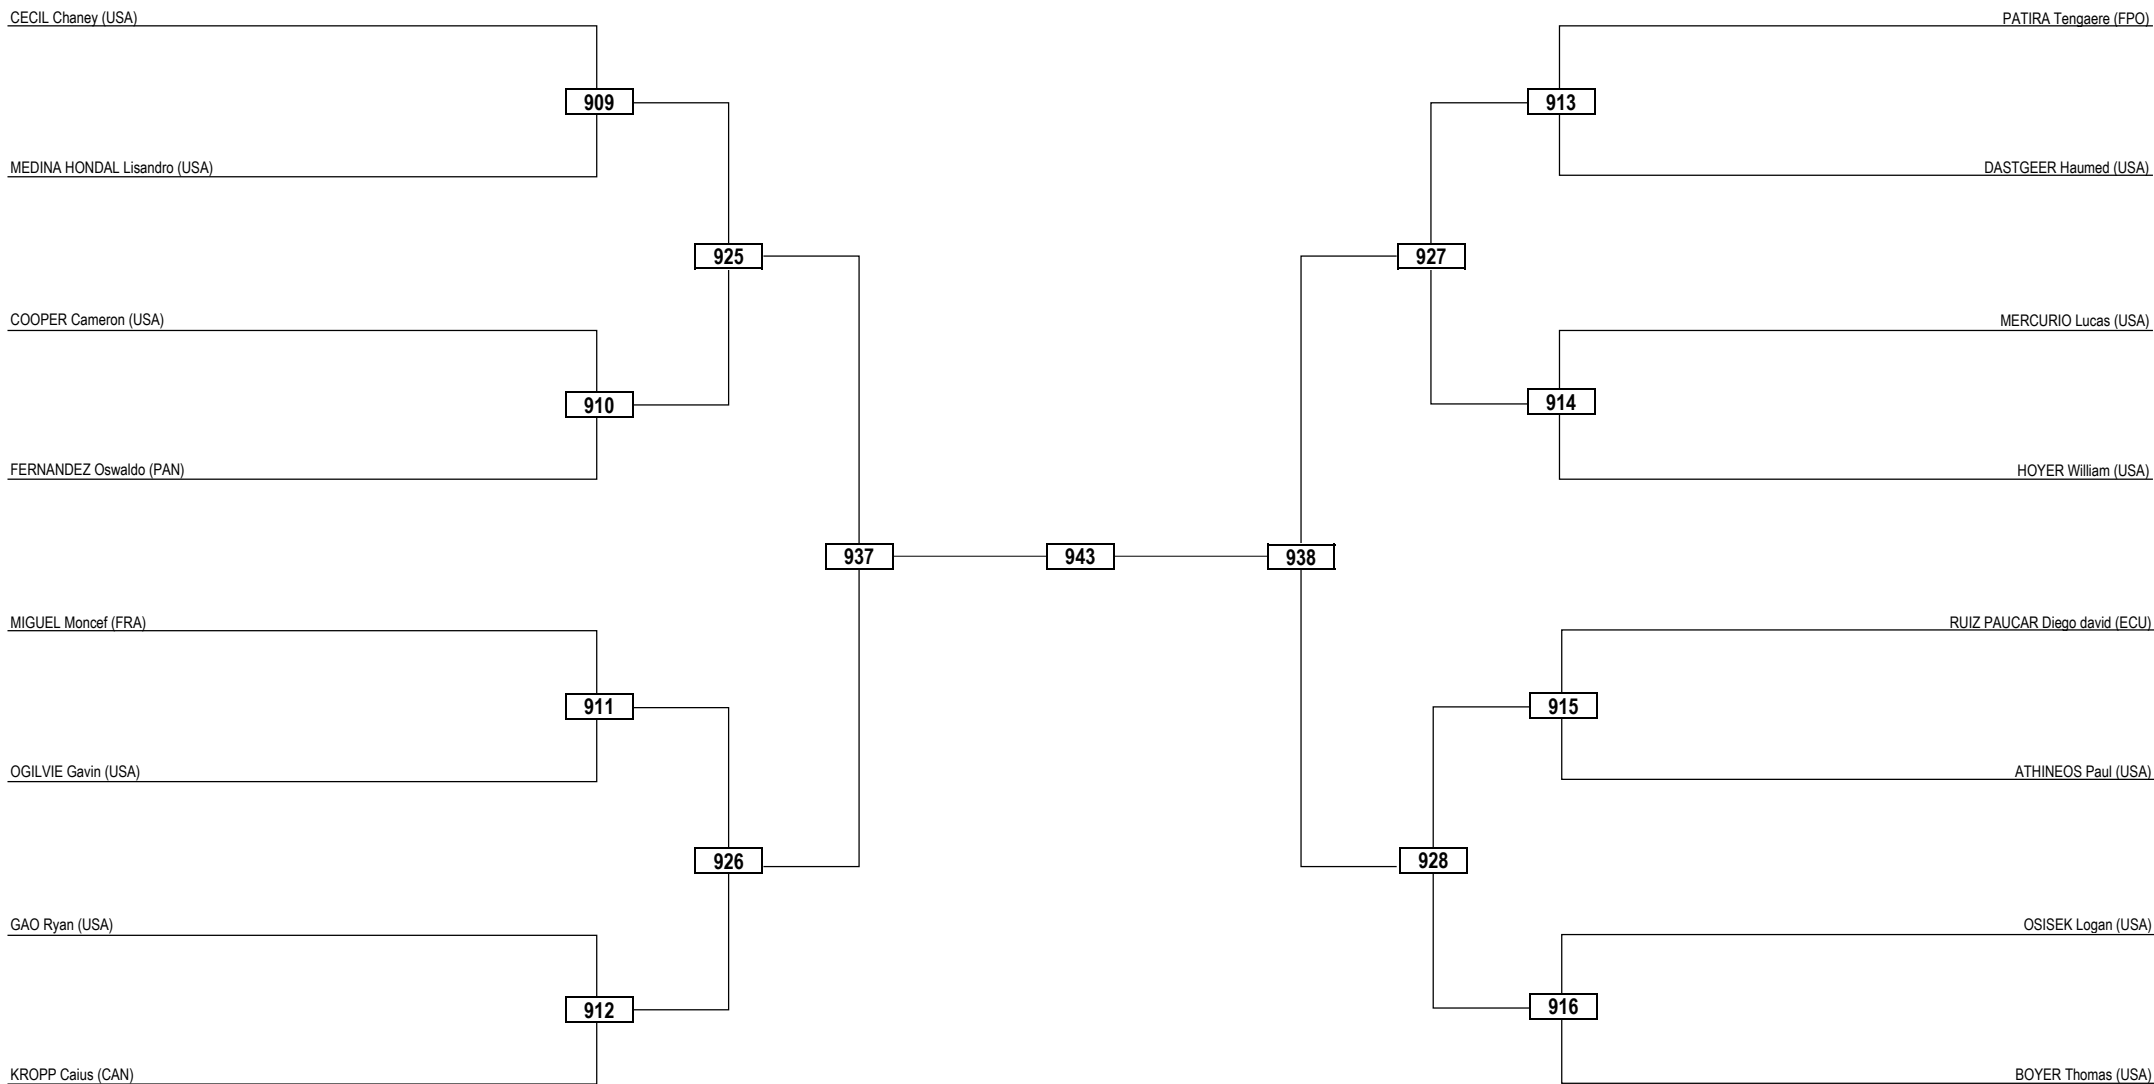 CECIL Chaney (USA)
PATIRA Tengaere (FPO)
909
913
MEDINA HONDAL Lisandro (USA)
DASTGEER Haumed (USA)
925
927
COOPER Cameron (USA)
MERCURIO Lucas (USA)
910
914
FERNANDEZ Oswaldo (PAN)
HOYER William (USA)
937
943
938
MIGUEL Moncef (FRA)
RUIZ PAUCAR Diego david (ECU)
911
915
OGILVIE Gavin (USA)
ATHINEOS Paul (USA)
926
928
GAO Ryan (USA)
OSISEK Logan (USA)
912
916
KROPP Caius (CAN)
BOYER Thomas (USA)